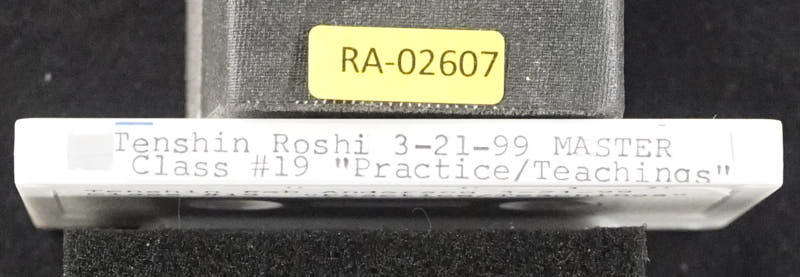 RA-02607
Tenshin Roshi 3-21-99 MASTER
Class #19 "Practice/Teachings"